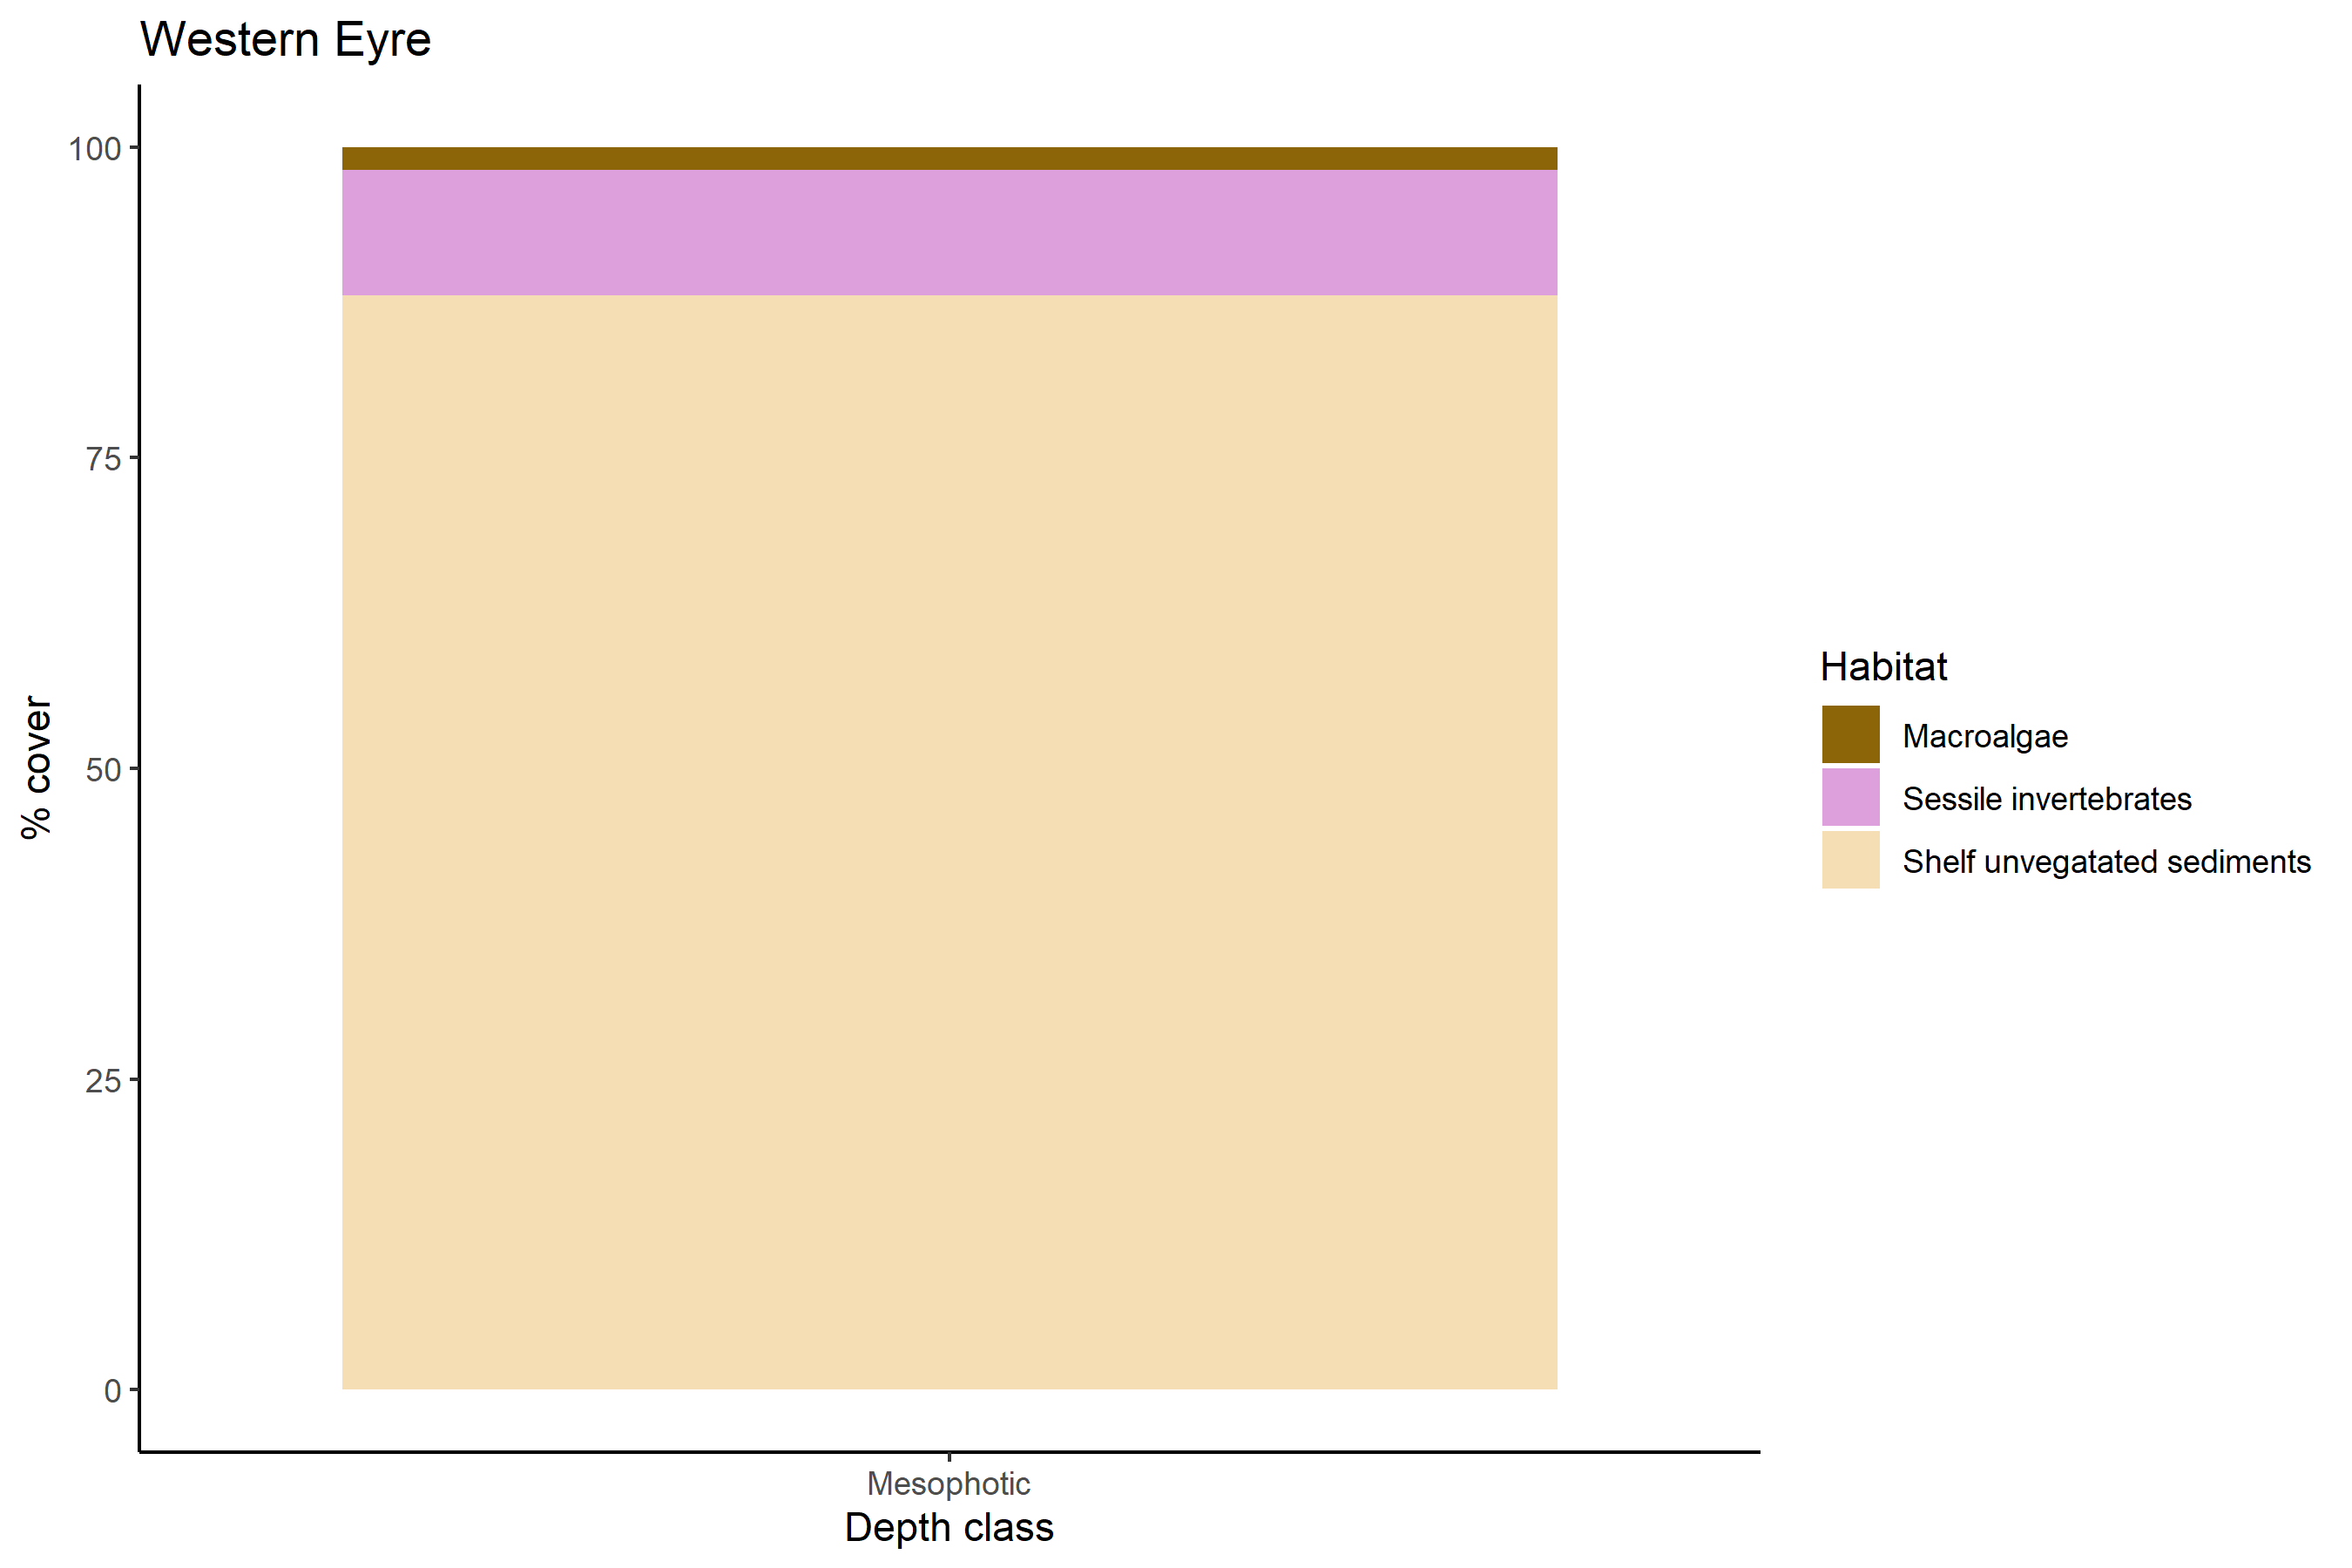 Western Eyre
100
75
50
25
0
% cover
Mesophotic
Depth class
Habitat
Macroalgae
Sessile invertebrates
Shelf unvegatated sediments